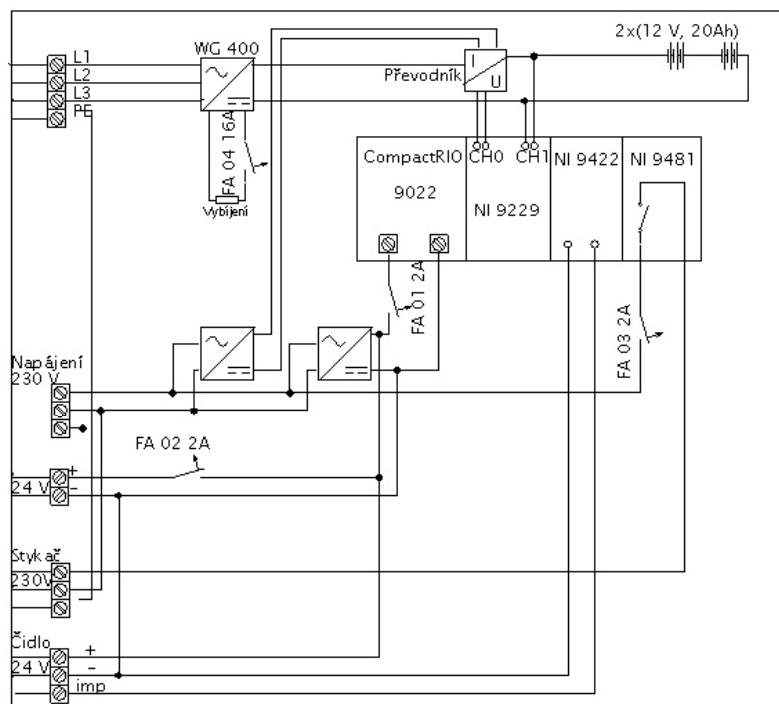 WG 400
2x(12 V, 20Ah)
L1
L2
L3
PE
Převodník
I
U
FA 04 16A
Vybíjení
CompactRIO
9022
CH0
CH1
NI 9229
NI 9422
NI 9481
FA 01 2A
FA 03 2A
Napájení
230 V
FA 02 2A
+
24 V
-
Stykač
230V
Čidlo
+
24 V
-
imp